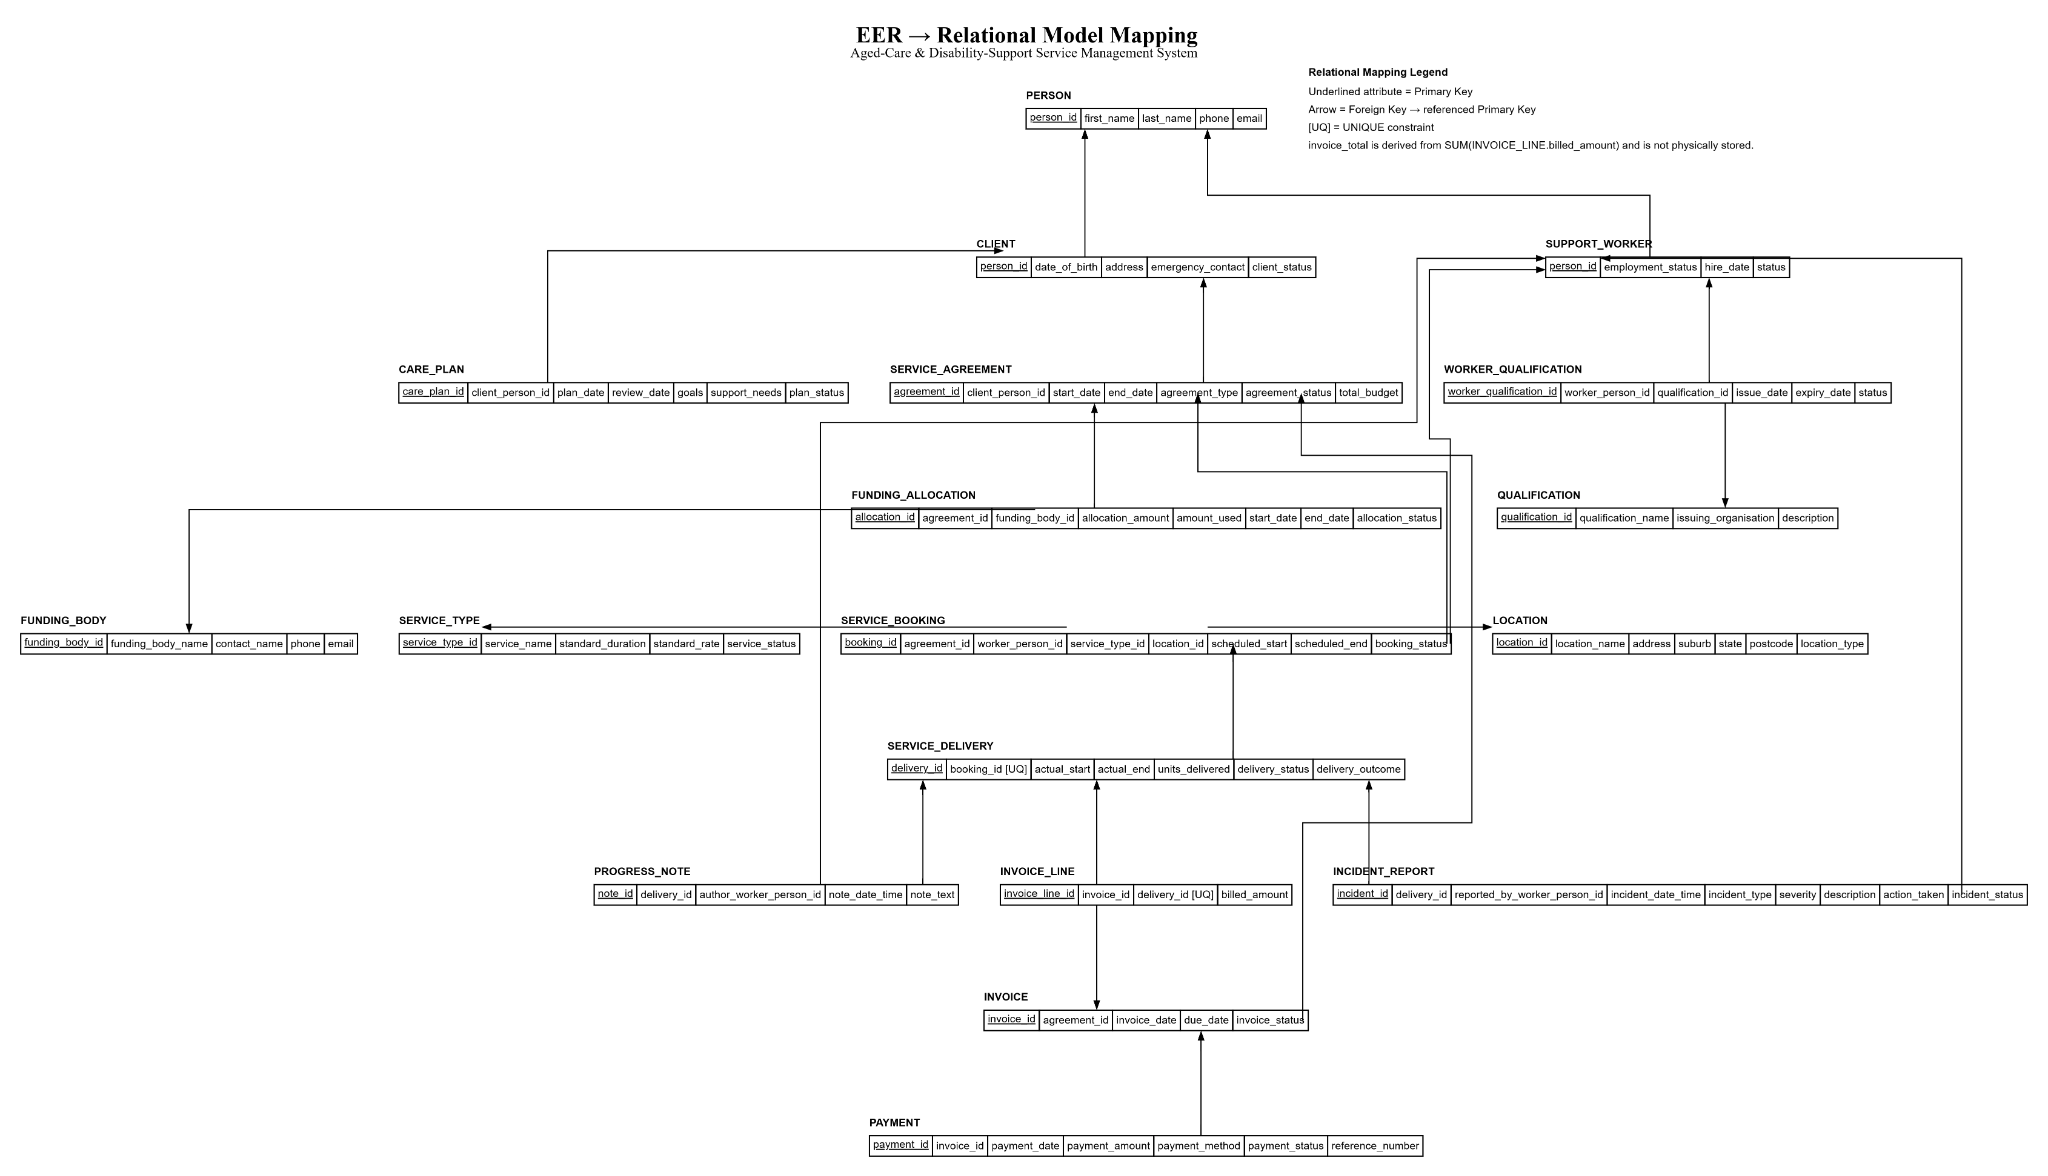 EER → Relational Model Mapping
Aged-Care & Disability-Support Service Management System
Relational Mapping Legend
Underlined attribute = Primary Key
Arrow = Foreign Key → referenced Primary Key
[UQ] = UNIQUE constraint
invoice_total is derived from SUM(INVOICE_LINE.billed_amount) and is not physically stored.
PERSON
person_id first_name last_name phone email
CLIENT
person_id date_of_birth address emergency_contact client_status
SUPPORT_WORKER
person_id employment_status hire_date status
CARE_PLAN
care_plan_id client_person_id plan_date review_date goals support_needs plan_status
SERVICE_AGREEMENT
agreement_id client_person_id start_date end_date agreement_type agreement_status total_budget
WORKER_QUALIFICATION
worker_qualification_id worker_person_id qualification_id issue_date expiry_date status
FUNDING_ALLOCATION
allocation_id agreement_id funding_body_id allocation_amount amount_used start_date end_date allocation_status
QUALIFICATION
qualification_id qualification_name issuing_organisation description
FUNDING_BODY
funding_body_id funding_body_name contact_name phone email
SERVICE_TYPE
service_type_id service_name standard_duration standard_rate service_status
SERVICE_BOOKING
booking_id agreement_id worker_person_id service_type_id location_id scheduled_start scheduled_end booking_status
LOCATION
location_id location_name address suburb state postcode location_type
SERVICE_DELIVERY
delivery_id booking_id [UQ] actual_start actual_end units_delivered delivery_status delivery_outcome
PROGRESS_NOTE
note_id delivery_id author_worker_person_id note_date_time note_text
INVOICE_LINE
invoice_line_id invoice_id delivery_id [UQ] billed_amount
INCIDENT_REPORT
incident_id delivery_id reported_by_worker_person_id incident_date_time incident_type severity description action_taken incident_status
INVOICE
invoice_id agreement_id invoice_date due_date invoice_status
PAYMENT
payment_id invoice_id payment_date payment_amount payment_method payment_status reference_number